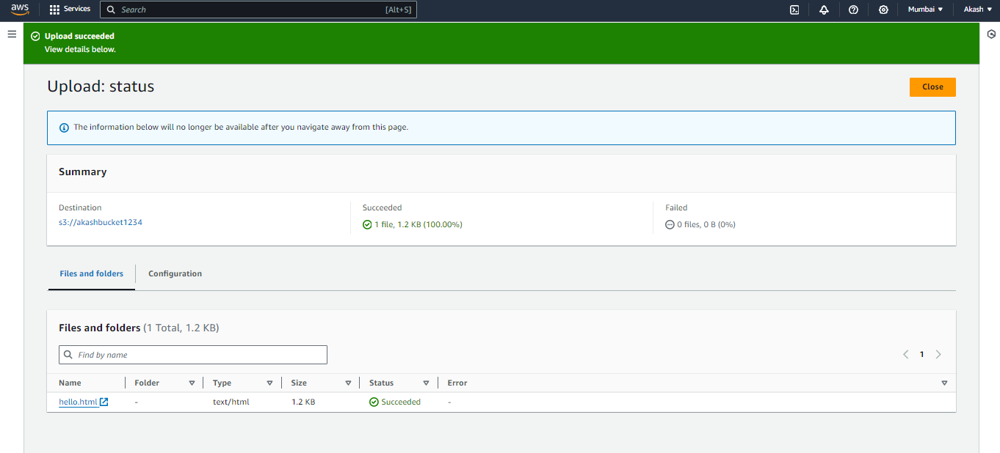 aws Services Search [Alt+S] Mumbai Akash
Upload succeeded
View details below.
Upload: status
Close
The information below will no longer be available after you navigate away from this page.
Summary
Destination Succeeded Failed
s3://akashbucket1234 1 file, 1.2 KB (100.00%) 0 files, 0 B (0%)
Files and folders Configuration
Files and folders (1 Total, 1.2 KB)
Find by name 1
Name Folder Type Size Status Error
hello.html - text/html 1.2 KB Succeeded -